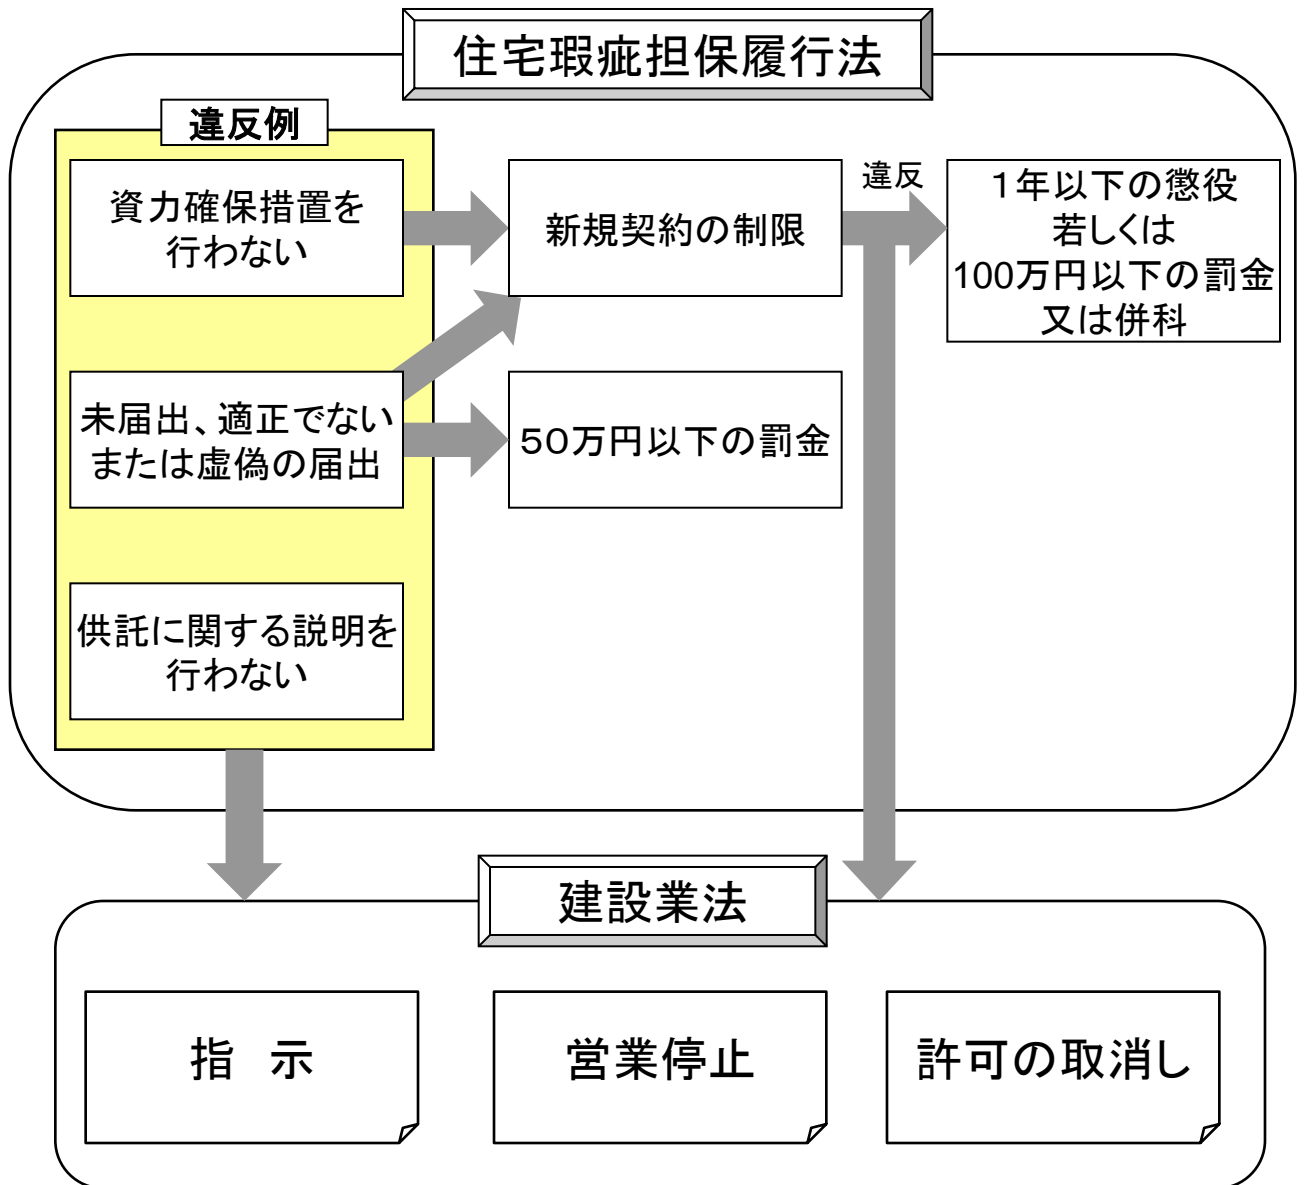 住宅瑕疵担保履行法
違反例
資力確保措置を
行わない
新規契約の制限
違反
１年以下の懲役
若しくは
100万円以下の罰金
又は併科
未届出、適正でない
または虚偽の届出
５０万円以下の罰金
供託に関する説明を
行わない
建設業法
指　示
営業停止
許可の取消し